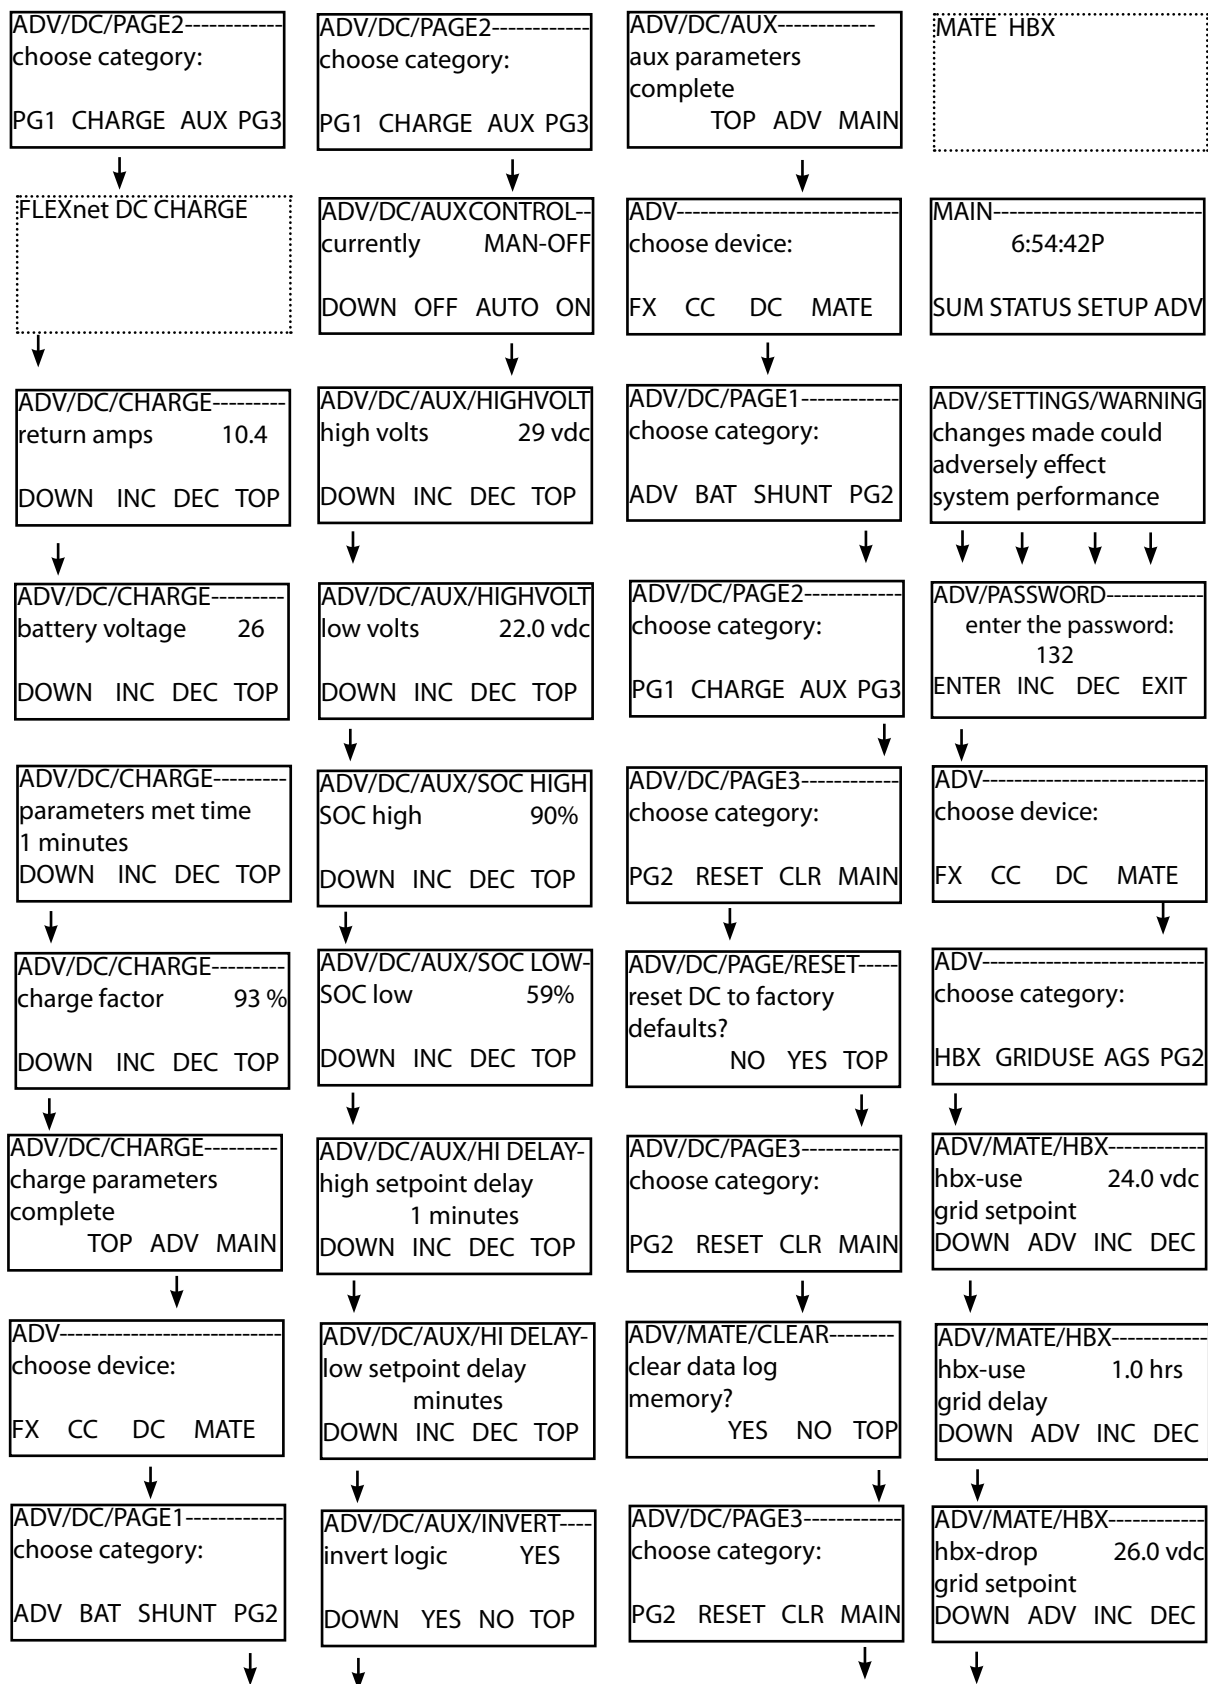 ADV/DC/PAGE2------------
choose category:
PG1 CHARGE AUX PG3
FLEXnet DC CHARGE
ADV/DC/CHARGE---------
return amps 10.4
DOWN INC DEC TOP
ADV/DC/CHARGE---------
battery voltage 26
DOWN INC DEC TOP
ADV/DC/CHARGE---------
parameters met time
1 minutes
DOWN INC DEC TOP
ADV/DC/CHARGE---------
charge factor 93 %
DOWN INC DEC TOP
ADV/DC/CHARGE---------
charge parameters
complete
TOP ADV MAIN
ADV----------------------------
choose device:
FX CC DC MATE
ADV/DC/PAGE1------------
choose category:
ADV BAT SHUNT PG2
ADV/DC/PAGE2------------
choose category:
PG1 CHARGE AUX PG3
ADV/DC/AUXCONTROL--
currently MAN-OFF
DOWN OFF AUTO ON
ADV/DC/AUX/HIGHVOLT
high volts 29 vdc
DOWN INC DEC TOP
ADV/DC/AUX/HIGHVOLT
low volts 22.0 vdc
DOWN INC DEC TOP
ADV/DC/AUX/SOC HIGH
SOC high 90%
DOWN INC DEC TOP
ADV/DC/AUX/SOC LOW-
SOC low 59%
DOWN INC DEC TOP
ADV/DC/AUX/HI DELAY-
high setpoint delay
1 minutes
DOWN INC DEC TOP
ADV/DC/AUX/HI DELAY-
low setpoint delay
minutes
DOWN INC DEC TOP
ADV/DC/AUX/INVERT----
invert logic YES
DOWN YES NO TOP
ADV/DC/AUX------------
aux parameters
complete
TOP ADV MAIN
ADV----------------------------
choose device:
FX CC DC MATE
ADV/DC/PAGE1------------
choose category:
ADV BAT SHUNT PG2
ADV/DC/PAGE2------------
choose category:
PG1 CHARGE AUX PG3
ADV/DC/PAGE3------------
choose category:
PG2 RESET CLR MAIN
ADV/DC/PAGE/RESET-----
reset DC to factory
defaults?
NO YES TOP
ADV/DC/PAGE3------------
choose category:
PG2 RESET CLR MAIN
ADV/MATE/CLEAR--------
clear data log
memory?
YES NO TOP
ADV/DC/PAGE3------------
choose category:
PG2 RESET CLR MAIN
MATE HBX
MAIN--------------------------
6:54:42P
SUM STATUS SETUP ADV
ADV/SETTINGS/WARNING
changes made could
adversely effect
system performance
ADV/PASSWORD-------------
enter the password:
132
ENTER INC DEC EXIT
ADV----------------------------
choose device:
FX CC DC MATE
ADV----------------------------
choose category:
HBX GRIDUSE AGS PG2
ADV/MATE/HBX------------
hbx-use 24.0 vdc
grid setpoint
DOWN ADV INC DEC
ADV/MATE/HBX------------
hbx-use 1.0 hrs
grid delay
DOWN ADV INC DEC
ADV/MATE/HBX------------
hbx-drop 26.0 vdc
grid setpoint
DOWN ADV INC DEC